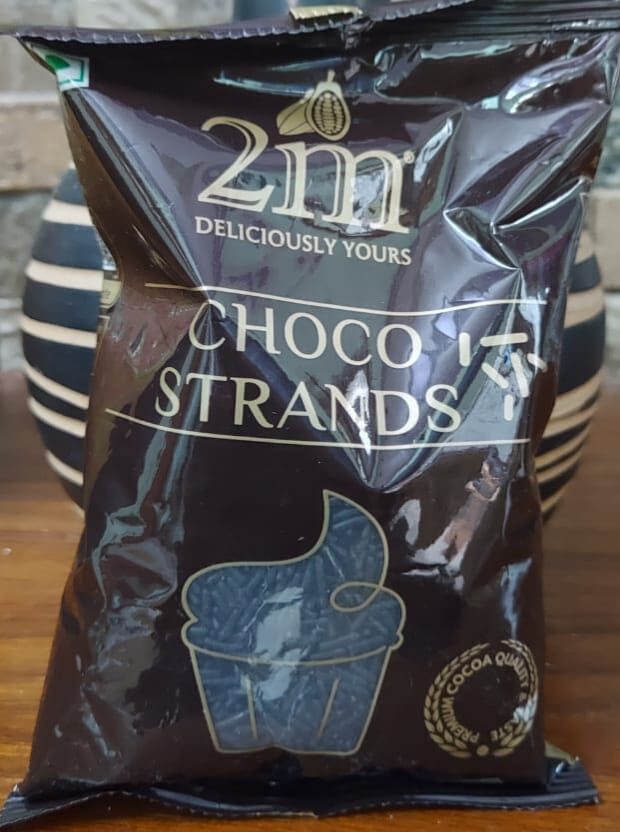 2m®
DELICIOUSLY YOURS
CHOCO
STRANDS
PREMIUM COCOA QUALITY & TASTE